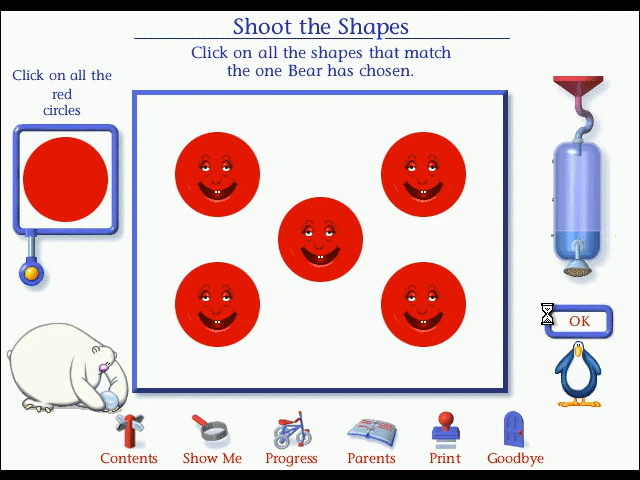 Shoot the Shapes
Click on all the shapes that match
the one Bear has chosen.
Click on all the
red
circles
OK
Contents
Show Me
Progress
Parents
Print
Goodbye